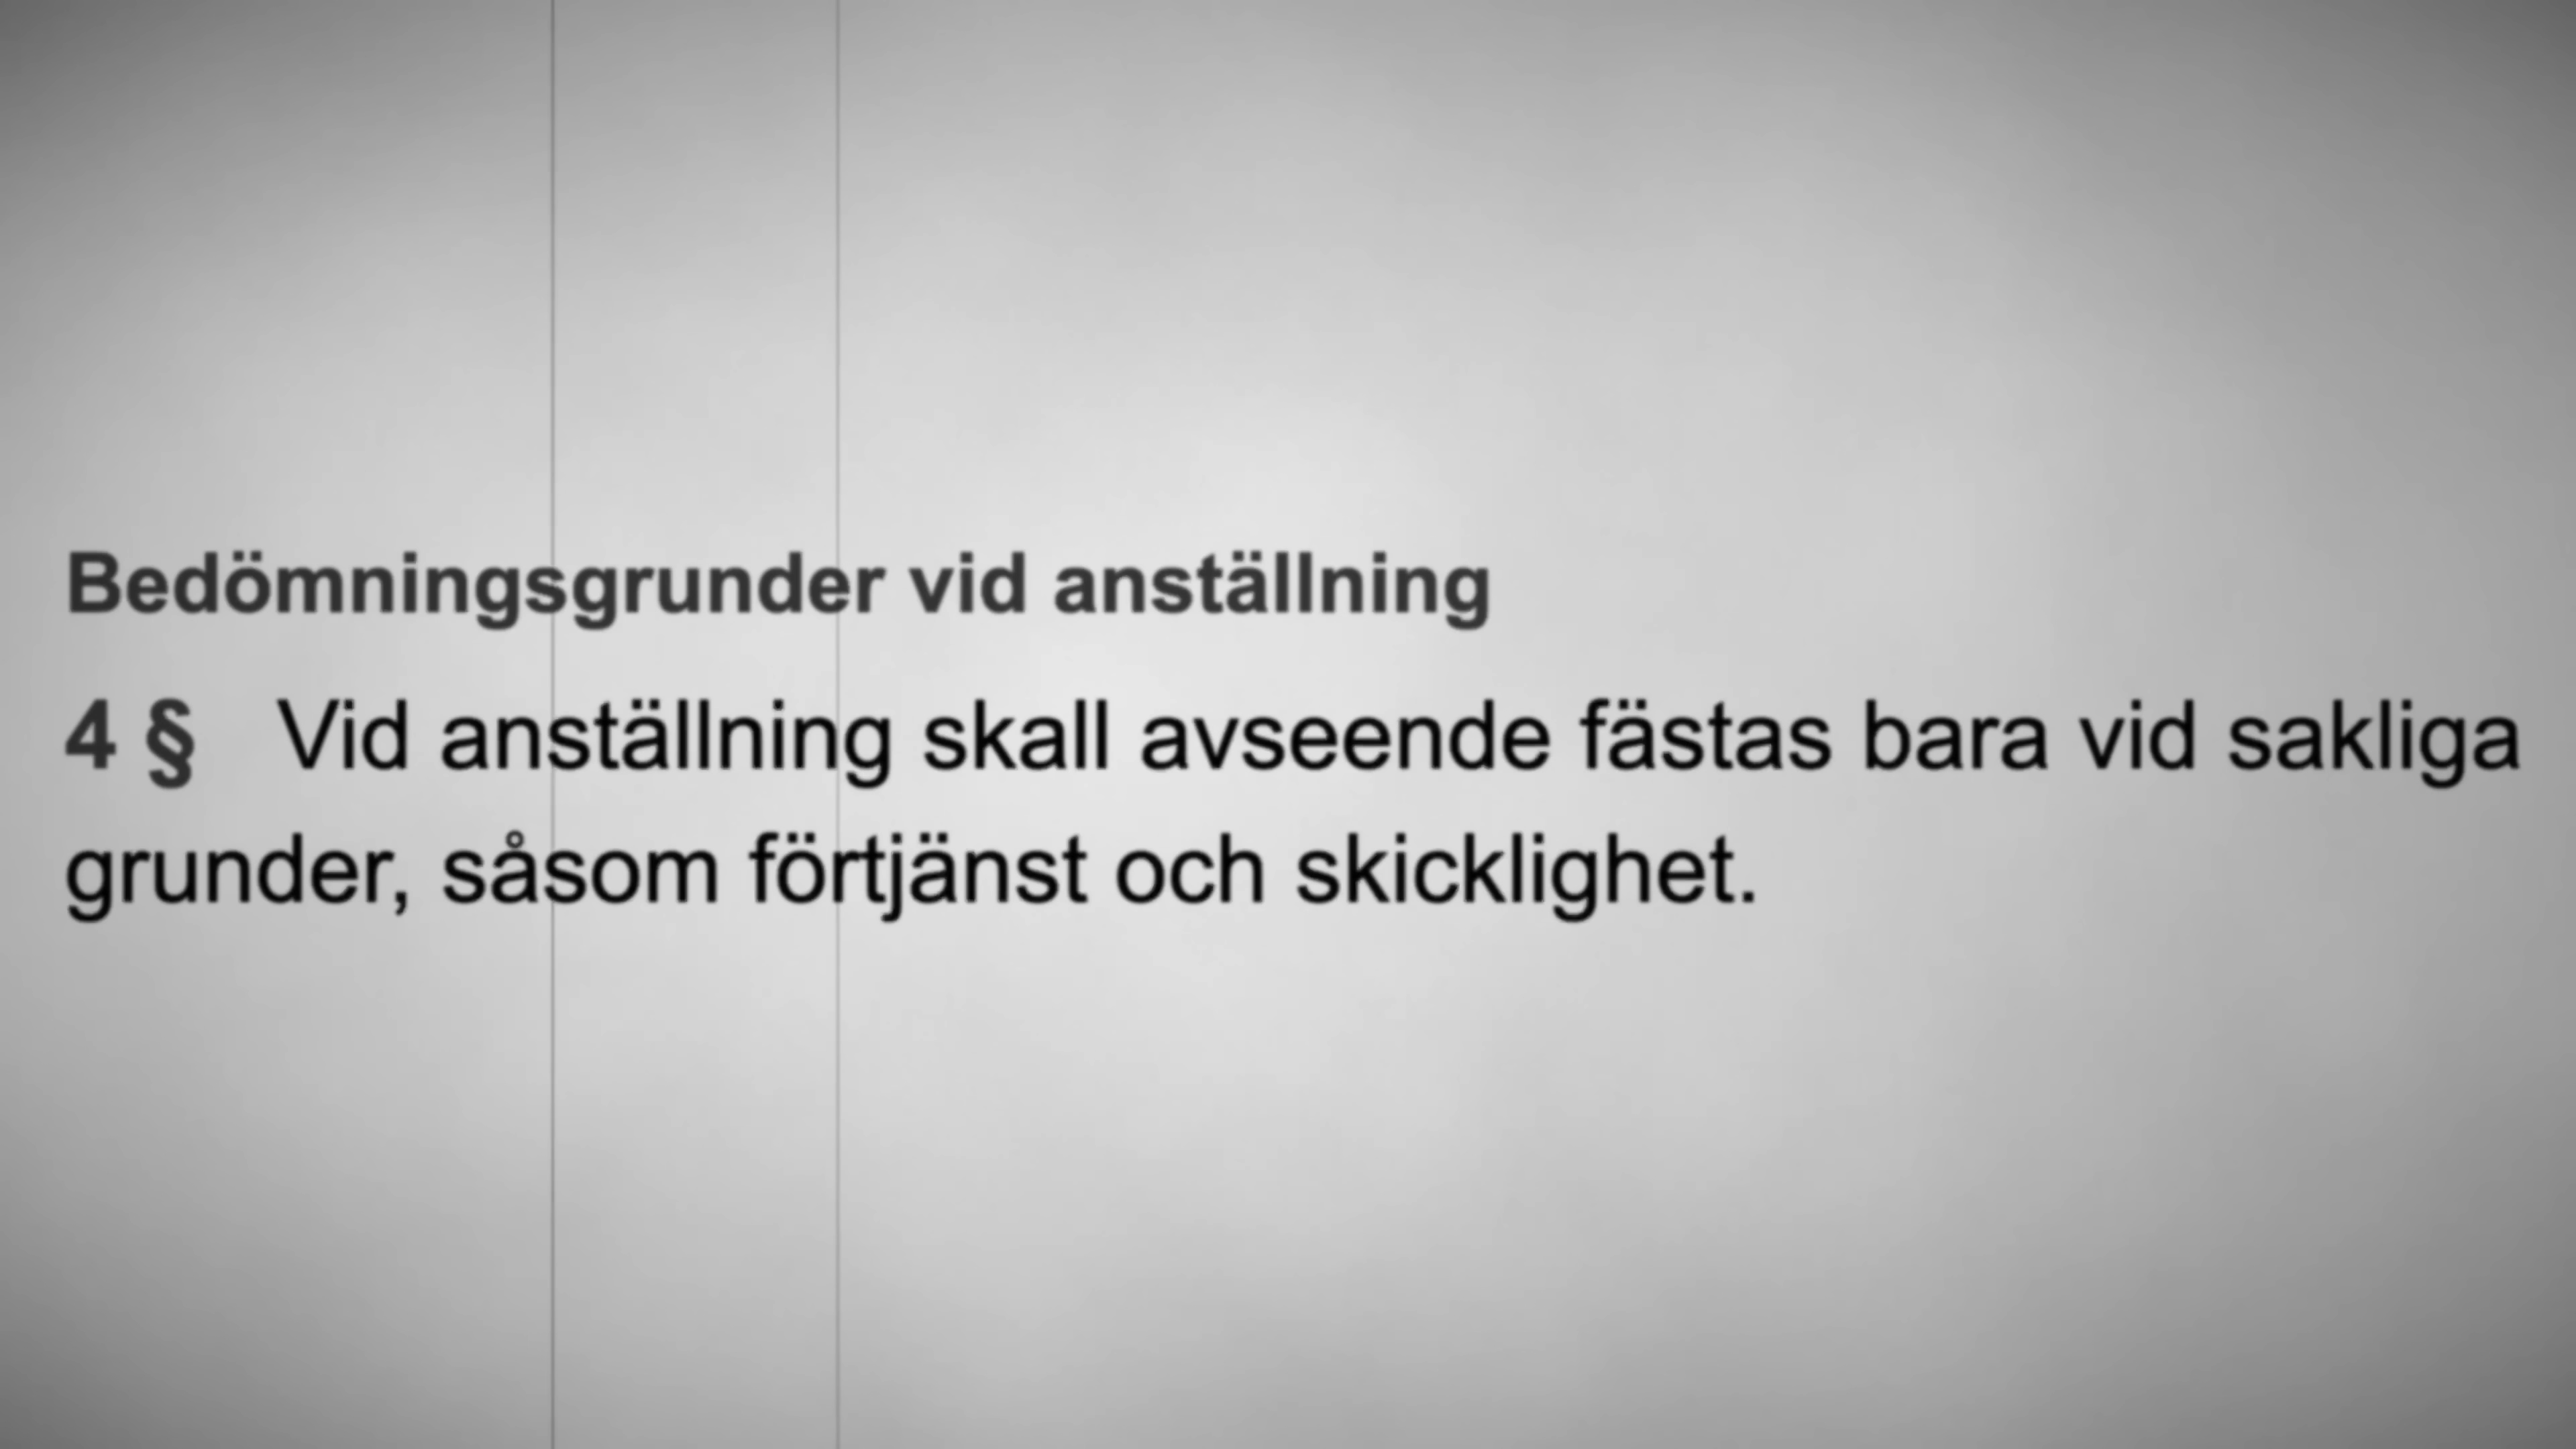 Bedömningsgrunder vid anställning
4 § Vid anställning skall avseende fästas bara vid sakliga
grunder, såsom förtjänst och skicklighet.